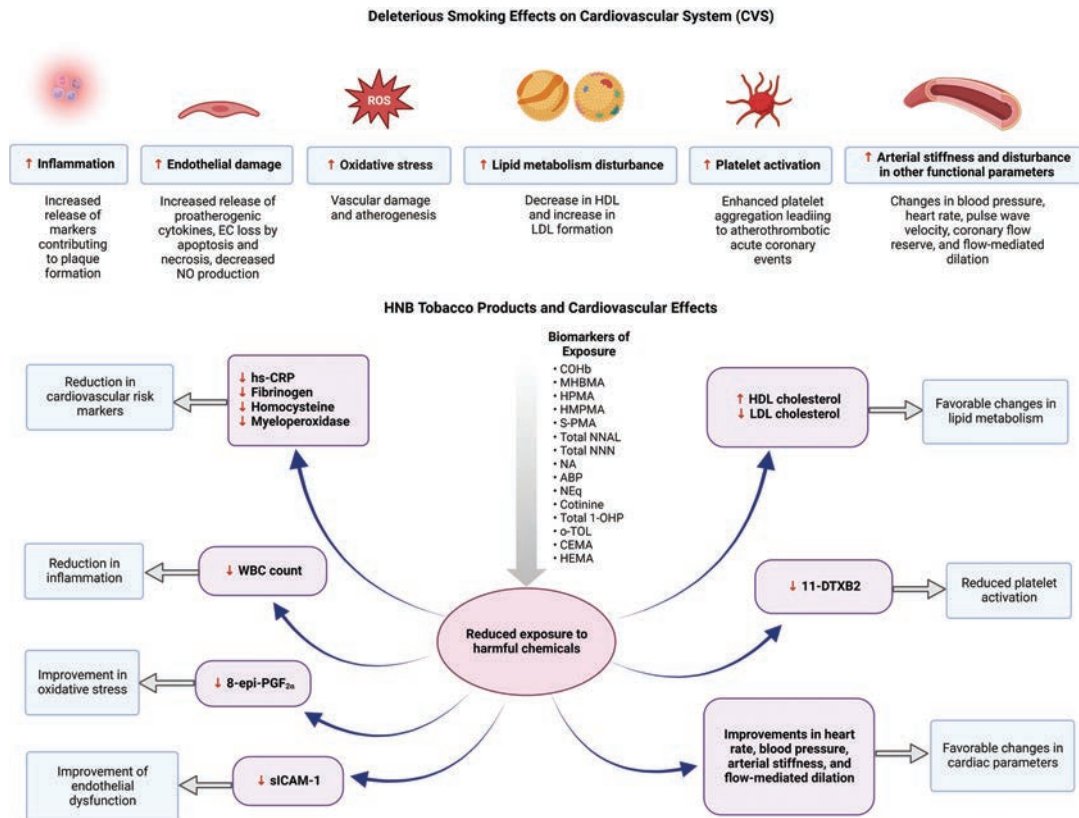 Deleterious Smoking Effects on Cardiovascular System (CVS)
ROS
↑ Inflammation
↑ Endothelial damage
↑ Oxidative stress
↑ Lipid metabolism disturbance
↑ Platelet activation
↑ Arterial stiffness and disturbance
in other functional parameters
Increased
release of
markers
contributing
to plaque
formation
Increased release of
proatherogenic
cytokines, EC loss by
apoptosis and
necrosis, decreased
NO production
Vascular damage
and atherogenesis
Decrease in HDL
and increase in
LDL formation
Enhanced platelet
aggregation leadiing
to atherothrombotic
acute coronary
events
Changes in blood pressure,
heart rate, pulse wave
velocity, coronary flow
reserve, and flow-mediated
dilation
HNB Tobacco Products and Cardiovascular Effects
Biomarkers of
Exposure
• COHb
• MHBMA
• HPMA
• HMPMA
• S-PMA
• Total NNAL
• Total NNN
• NA
• ABP
• NEq
• Cotinine
• Total 1-OHP
• o-TOL
• CEMA
• HEMA
Reduction in
cardiovascular risk
markers
↓ hs-CRP
↓ Fibrinogen
↓ Homocysteine
↓ Myeloperoxidase
↑ HDL cholesterol
↓ LDL cholesterol
Favorable changes in
lipid metabolism
Reduction in
inflammation
↓ WBC count
↓ 11-DTXB2
Reduced platelet
activation
Reduced exposure to
harmful chemicals
Improvement in
oxidative stress
↓ 8-epi-PGF₂α
Improvements in heart
rate, blood pressure,
arterial stiffness, and
flow-mediated dilation
Favorable changes in
cardiac parameters
Improvement of
endothelial
dysfunction
↓ sICAM-1